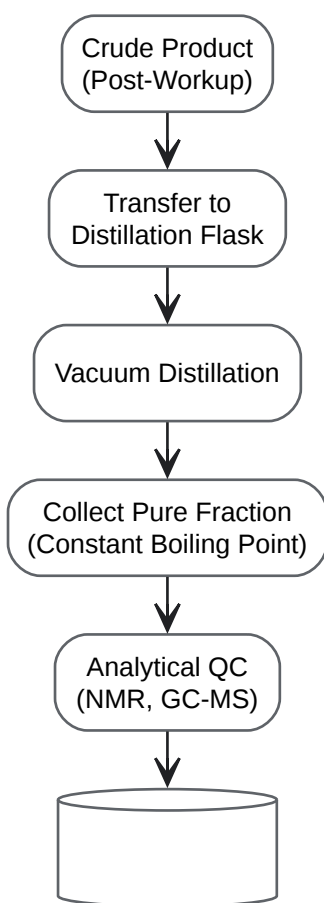 Crude Product
(Post-Workup)
Transfer to
Distillation Flask
Vacuum Distillation
Collect Pure Fraction
(Constant Boiling Point)
Analytical QC
(NMR, GC-MS)